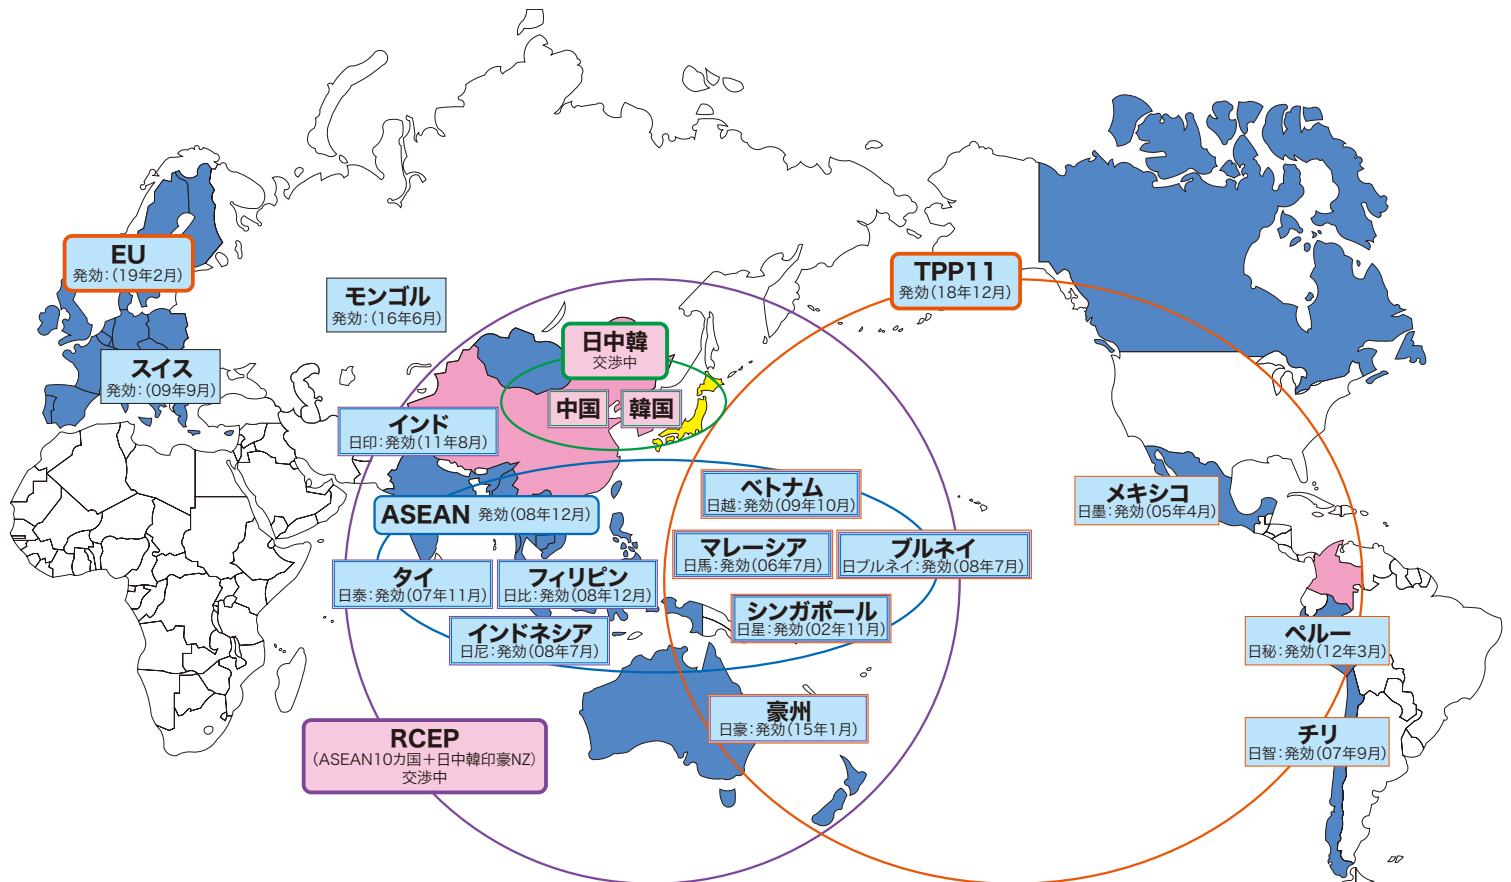 EU
発効：(19年2月)
モンゴル
発効：(16年6月)
スイス
発効：(09年9月)
TPP11
発効(18年12月)
日中韓
交渉中
中国
韓国
インド
日印：発効(11年8月)
ASEAN 発効(08年12月)
ベトナム
日越：発効(09年10月)
メキシコ
日墨：発効(05年4月)
マレーシア
日馬：発効(06年7月)
ブルネイ
日ブルネイ：発効(08年7月)
タイ
日泰：発効(07年11月)
フィリピン
日比：発効(08年12月)
シンガポール
日星：発効(02年11月)
インドネシア
日尼：発効(08年7月)
ペルー
日秘：発効(12年3月)
豪州
日豪：発効(15年1月)
チリ
日智：発効(07年9月)
RCEP
(ASEAN10カ国＋日中韓印豪NZ)
交渉中